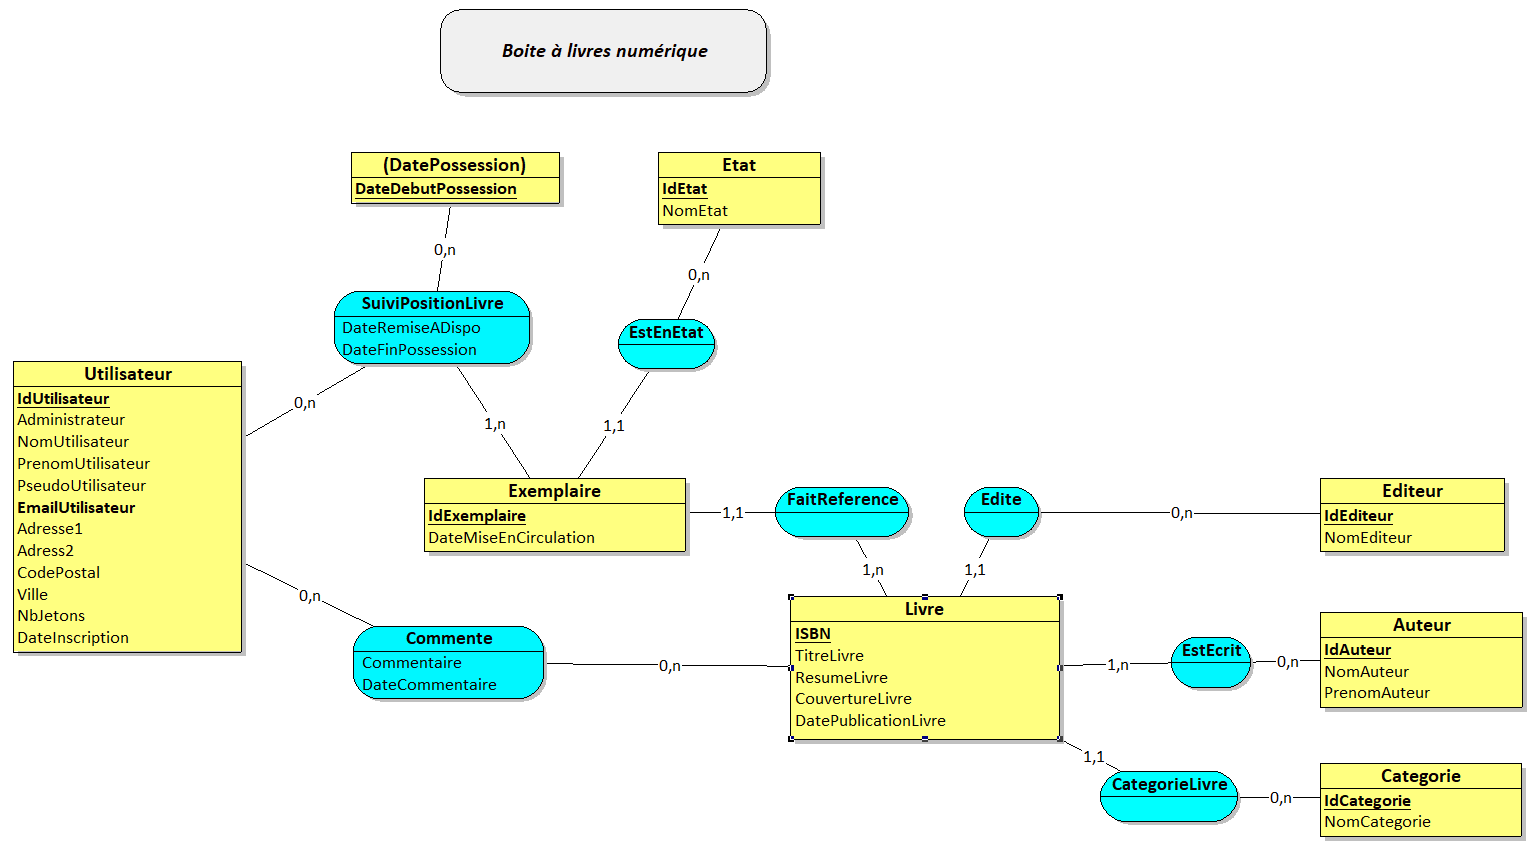 Boite à livres numérique
(DatePossession)
DateDebutPossession
Etat
IdEtat
NomEtat
0,n
0,n
SuiviPositionLivre
DateRemiseADispo
DateFinPossession
EstEnEtat
Utilisateur
IdUtilisateur
Administrateur
NomUtilisateur
PrenomUtilisateur
PseudoUtilisateur
EmailUtilisateur
Adresse1
Adress2
CodePostal
Ville
NbJetons
DateInscription
0,n
1,n
1,1
Exemplaire
IdExemplaire
DateMiseEnCirculation
1,1
FaitReference
1,n
Edite
1,1
0,n
Editeur
IdEditeur
NomEditeur
0,n
Commente
Commentaire
DateCommentaire
0,n
Livre
ISBN
TitreLivre
ResumeLivre
CouvertureLivre
DatePublicationLivre
1,n
EstEcrit
0,n
Auteur
IdAuteur
NomAuteur
PrenomAuteur
1,1
CategorieLivre
0,n
Categorie
IdCategorie
NomCategorie